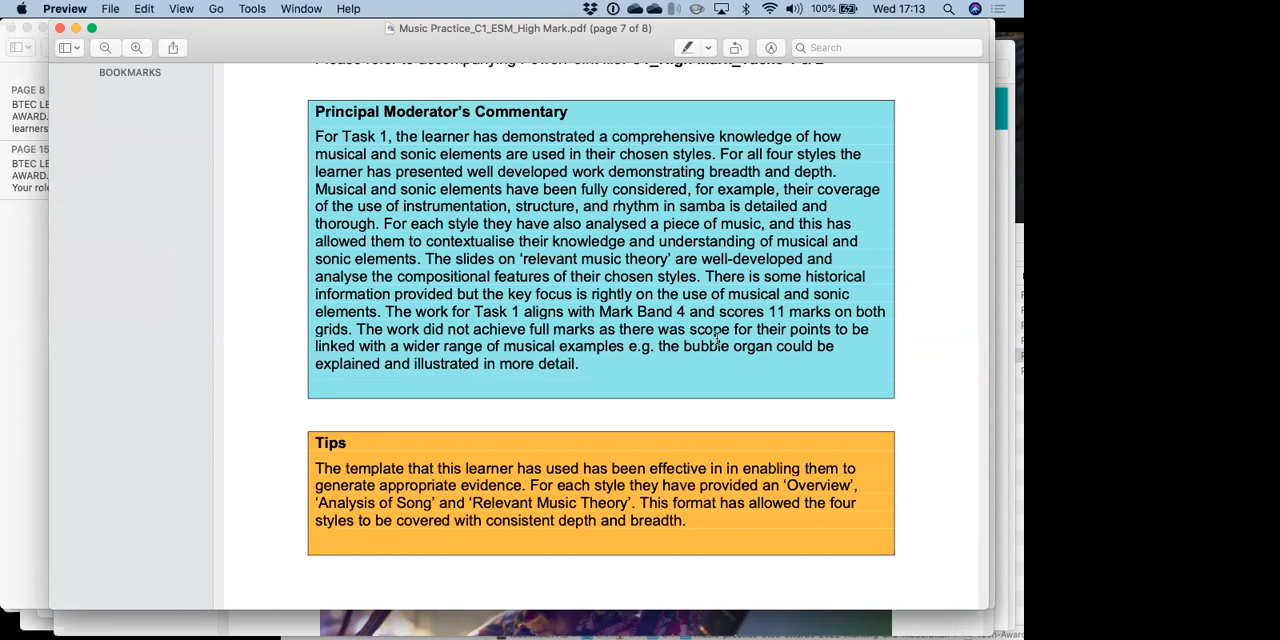 Preview File Edit View Go Tools Window Help 100% Wed 17:13
Music Practice_C1_ESM_High Mark.pdf (page 7 of 8)
Search
BOOKMARKS
PAGE 8
BTEC LE
AWARD.
learners
PAGE 15
BTEC LE
AWARD.
Your role
Principal Moderator's Commentary
For Task 1, the learner has demonstrated a comprehensive knowledge of how
musical and sonic elements are used in their chosen styles. For all four styles the
learner has presented well developed work demonstrating breadth and depth.
Musical and sonic elements have been fully considered, for example, their coverage
of the use of instrumentation, structure, and rhythm in samba is detailed and
thorough. For each style they have also analysed a piece of music, and this has
allowed them to contextualise their knowledge and understanding of musical and
sonic elements. The slides on 'relevant music theory' are well-developed and
analyse the compositional features of their chosen styles. There is some historical
information provided but the key focus is rightly on the use of musical and sonic
elements. The work for Task 1 aligns with Mark Band 4 and scores 11 marks on both
grids. The work did not achieve full marks as there was scope for their points to be
linked with a wider range of musical examples e.g. the bubble organ could be
explained and illustrated in more detail.
Tips
The template that this learner has used has been effective in in enabling them to
generate appropriate evidence. For each style they have provided an 'Overview',
'Analysis of Song' and 'Relevant Music Theory'. This format has allowed the four
styles to be covered with consistent depth and breadth.